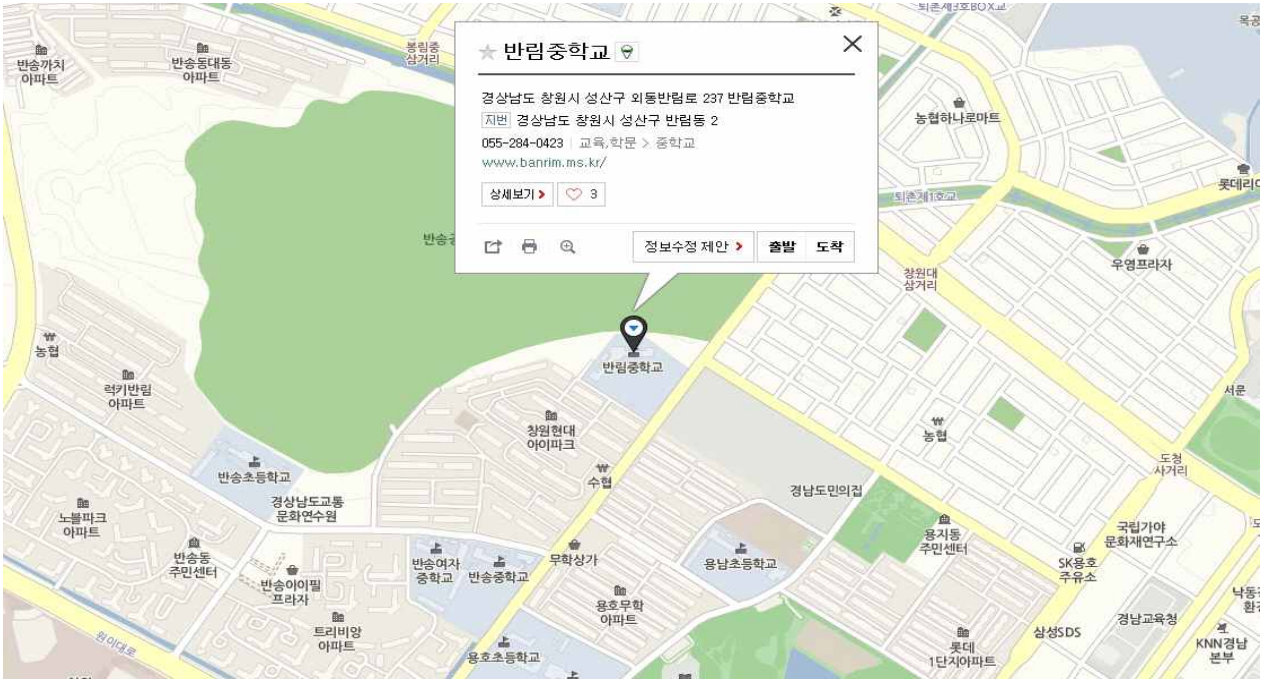 퇴촌제3호BOX교
반림중학교
경상남도 창원시 성산구 외동반림로 237 반림중학교
지번 경상남도 창원시 성산구 반림동 2
055-284-0423 | 교육,학문 > 중학교
www.banrim.ms.kr/
상세보기 >
3
정보수정 제안 >
출발 도착
반송까치
아파트
반송동대동
아파트
봉림중
삼거리
농협하나로마트
퇴촌제1호교
우영프라자
창원대
삼거리
농협
럭키반림
아파트
반림중학교
창원현대
아이파크
수협
농협
서문
도청
사거리
반송초등학교
경상남도교통
문화연수원
경남도민의집
노블파크
아파트
반송동
주민센터
반송이이필
프라자
반송여자
중학교
반송중학교
무학상가
용남초등학교
용지동
주민센터
국립가야
문화재연구소
SK용호
주유소
용호무학
아파트
트리비앙
아파트
원이대로
용호초등학교
롯데
1단지아파트
삼성SDS
경남교육청
KNN경남
본부